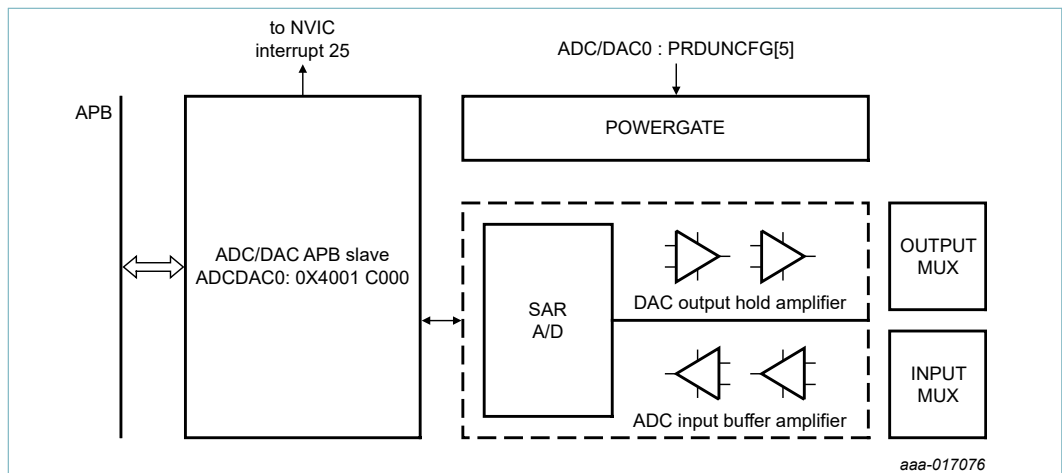 to NVIC
interrupt 25
ADC/DAC0 : PRDUNCFG[5]
APB
POWERGATE
ADC/DAC APB slave
ADCDAC0: 0X4001 C000
SAR
A/D
DAC output hold amplifier
OUTPUT
MUX
ADC input buffer amplifier
INPUT
MUX
aaa-017076